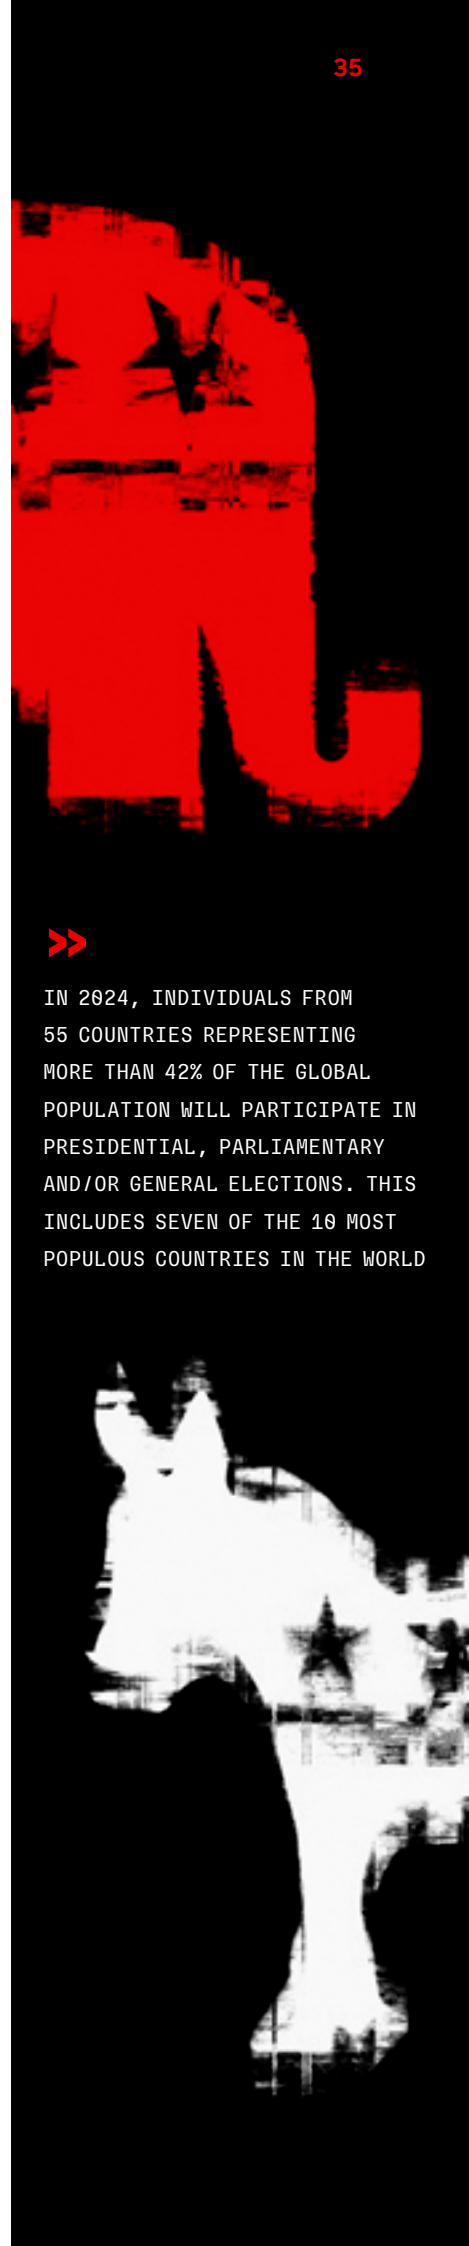 35
>>
IN 2024, INDIVIDUALS FROM
55 COUNTRIES REPRESENTING
MORE THAN 42% OF THE GLOBAL
POPULATION WILL PARTICIPATE IN
PRESIDENTIAL, PARLIAMENTARY
AND/OR GENERAL ELECTIONS. THIS
INCLUDES SEVEN OF THE 10 MOST
POPULOUS COUNTRIES IN THE WORLD